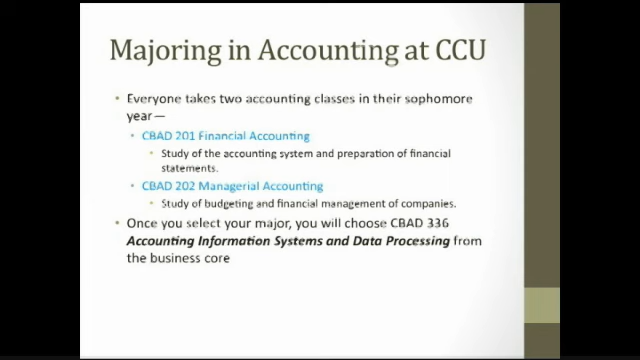 Majoring in Accounting at CCU
• Everyone takes two accounting classes in their sophomore
year—
• CBAD 201 Financial Accounting
• Study of the accounting system and preparation of financial
statements.
• CBAD 202 Managerial Accounting
• Study of budgeting and financial management of companies.
• Once you select your major, you will choose CBAD 336
Accounting Information Systems and Data Processing from
the business core